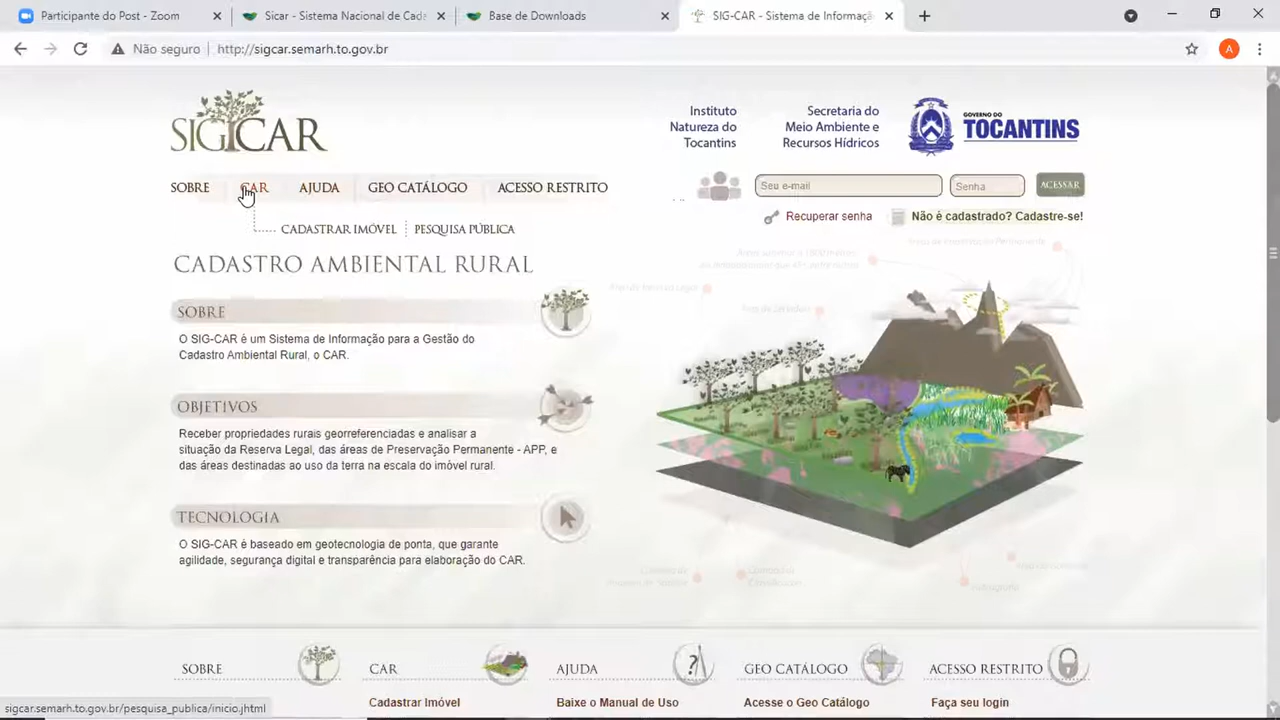 Participante do Post - Zoom
Sicar - Sistema Nacional de Cada
Base de Downloads
SIG-CAR - Sistema de Informaçã
Não seguro
http://sigcar.semarh.to.gov.br
A
SIGCAR
Instituto
Natureza do
Tocantins
Secretaria do
Meio Ambiente e
Recursos Hídricos
GOVERNO DO
TOCANTINS
SOBRE
CAR
AJUDA
GEO CATÁLOGO
ACESSO RESTRITO
Seu e-mail
Senha
ACESSAR
Recuperar senha
Não é cadastrado? Cadastre-se!
CADASTRAR IMÓVEL
PESQUISA PÚBLICA
CADASTRO AMBIENTAL RURAL
SOBRE
O SIG-CAR é um Sistema de Informação para a Gestão do
Cadastro Ambiental Rural, o CAR.
OBJETIVOS
Receber propriedades rurais georreferenciadas e analisar a
situação da Reserva Legal, das áreas de Preservação Permanente - APP, e
das áreas destinadas ao uso da terra na escala do imóvel rural.
TECNOLOGIA
O SIG-CAR é baseado em geotecnologia de ponta, que garante
agilidade, segurança digital e transparência para elaboração do CAR.
SOBRE
CAR
AJUDA
GEO CATÁLOGO
ACESSO RESTRITO
Cadastrar Imóvel
Baixe o Manual de Uso
Acesse o Geo Catálogo
Faça seu login
sigcar.semarh.to.gov.br/pesquisa_publica/inicio.jhtml